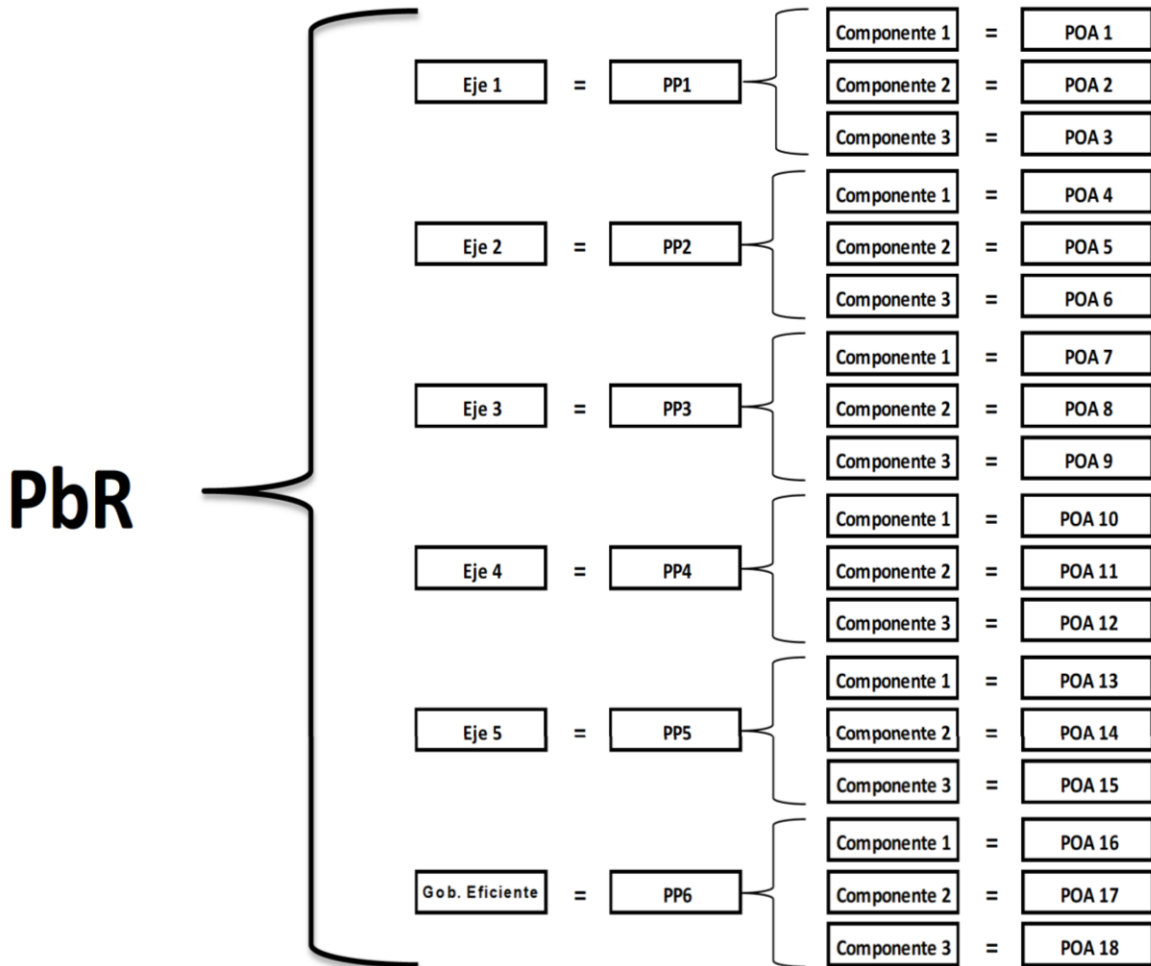 PbR
Componente 1 = POA 1
Eje 1 = PP1 Componente 2 = POA 2
Componente 3 = POA 3
Componente 1 = POA 4
Eje 2 = PP2 Componente 2 = POA 5
Componente 3 = POA 6
Componente 1 = POA 7
Eje 3 = PP3 Componente 2 = POA 8
Componente 3 = POA 9
Componente 1 = POA 10
Eje 4 = PP4 Componente 2 = POA 11
Componente 3 = POA 12
Componente 1 = POA 13
Eje 5 = PP5 Componente 2 = POA 14
Componente 3 = POA 15
Componente 1 = POA 16
Gob. Eficiente = PP6 Componente 2 = POA 17
Componente 3 = POA 18